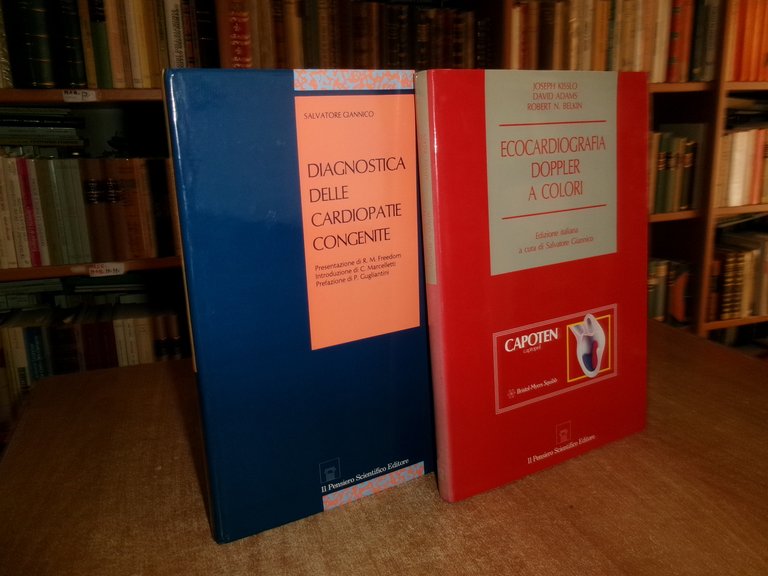 SALVATORE GIANNICO
DIAGNOSTICA
DELLE
CARDIOPATIE
CONGENITE
Presentazione di R. M. Freedom
Introduzione di C. Marcelletti
Prefazione di P. Gugliantini
Il Pensiero Scientifico Editore
JOSEPH KISSLO
DAVID ADAMS
ROBERT N. BELKIN
ECOCARDIOGRAFIA
DOPPLER
A COLORI
Edizione italiana
a cura di Salvatore Giannico
CAPOTEN
captopril
Bristol-Myers Squibb
Il Pensiero Scientifico Editore